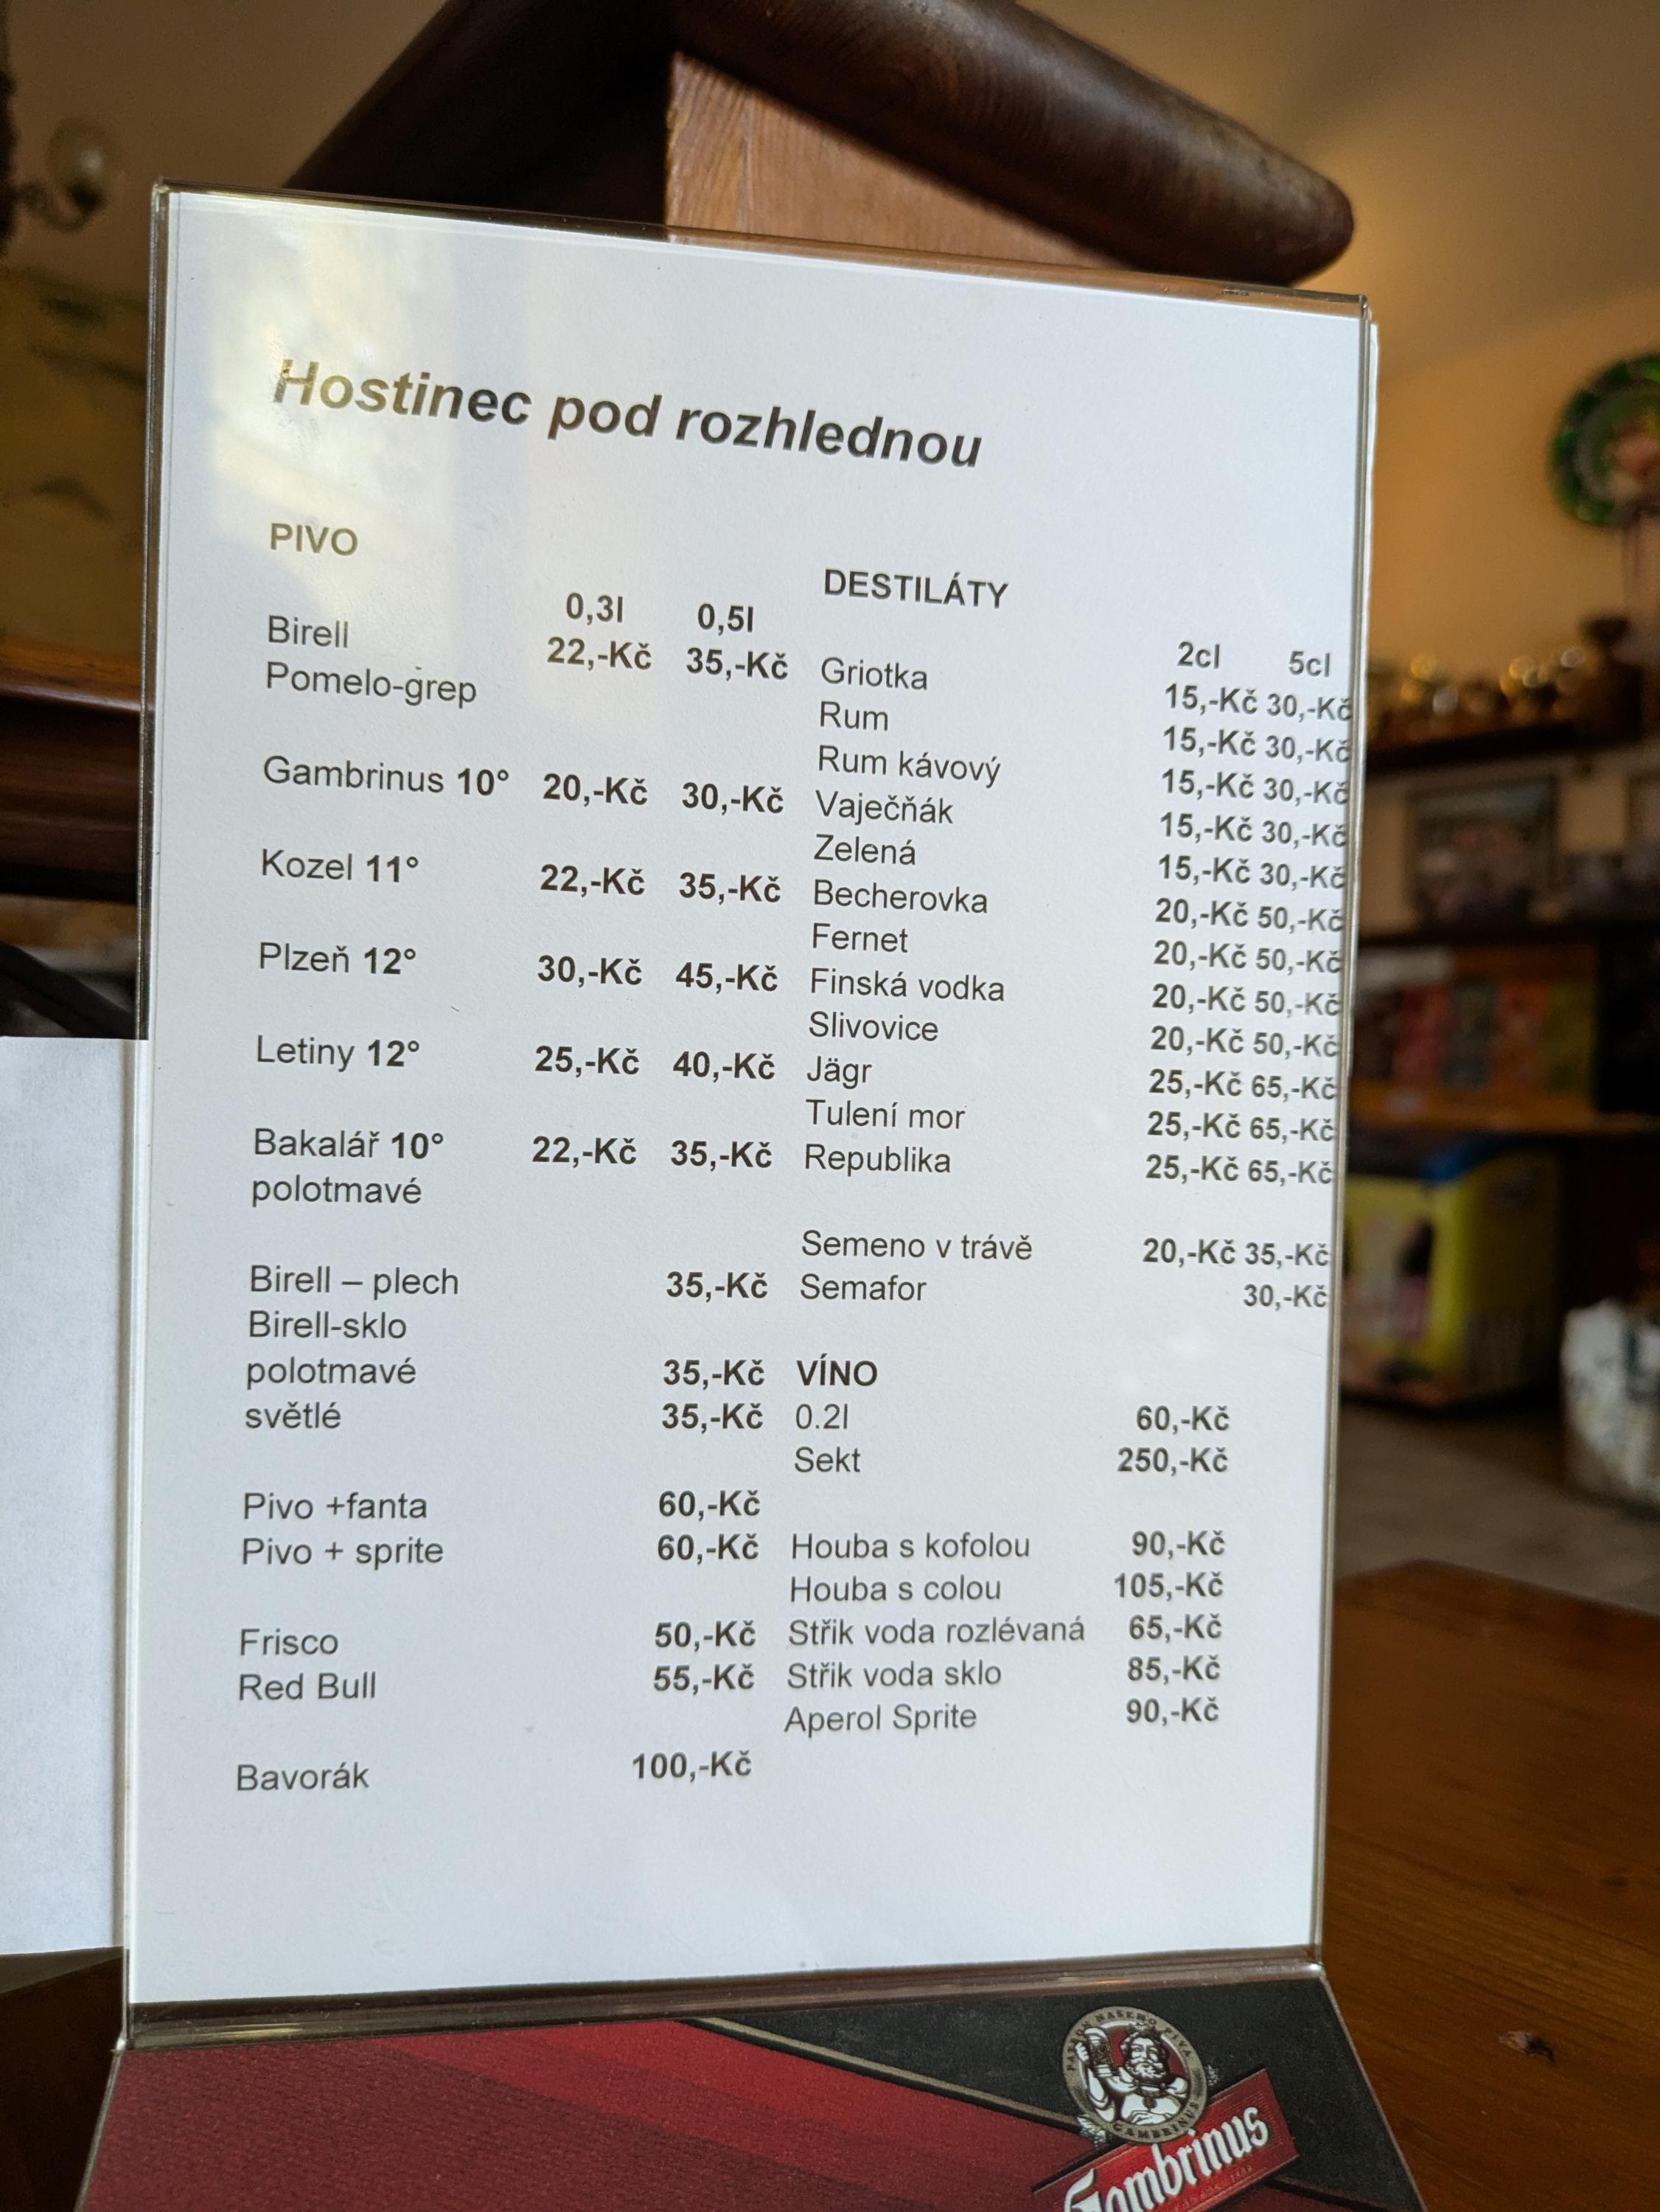 Hostinec pod rozhlednou
PIVO
0,3l 0,5l
Birell 22,-Kč 35,-Kč
Pomelo-grep
Gambrinus 10° 20,-Kč 30,-Kč
Kozel 11° 22,-Kč 35,-Kč
Plzeň 12° 30,-Kč 45,-Kč
Letiny 12° 25,-Kč 40,-Kč
Bakalář 10° 22,-Kč 35,-Kč
polotmavé
Birell – plech 35,-Kč
Birell-sklo
polotmavé 35,-Kč
světlé 35,-Kč
Pivo +fanta 60,-Kč
Pivo + sprite 60,-Kč
Frisco 50,-Kč
Red Bull 55,-Kč
Bavorák 100,-Kč
DESTILÁTY
2cl 5cl
Griotka 15,-Kč 30,-Kč
Rum 15,-Kč 30,-Kč
Rum kávový 15,-Kč 30,-Kč
Vaječňák 15,-Kč 30,-Kč
Zelená 15,-Kč 30,-Kč
Becherovka 20,-Kč 50,-Kč
Fernet 20,-Kč 50,-Kč
Finská vodka 20,-Kč 50,-Kč
Slivovice 20,-Kč 50,-Kč
Jägr 25,-Kč 65,-Kč
Tulení mor 25,-Kč 65,-Kč
Republika 25,-Kč 65,-Kč
Semeno v trávě 20,-Kč 35,-Kč
Semafor 30,-Kč
VÍNO
0.2l 60,-Kč
Sekt 250,-Kč
Houba s kofolou 90,-Kč
Houba s colou 105,-Kč
Střik voda rozlévaná 65,-Kč
Střik voda sklo 85,-Kč
Aperol Sprite 90,-Kč
PATRON NAŠEHO PIVA
GAMBRINUS
Gambrinus